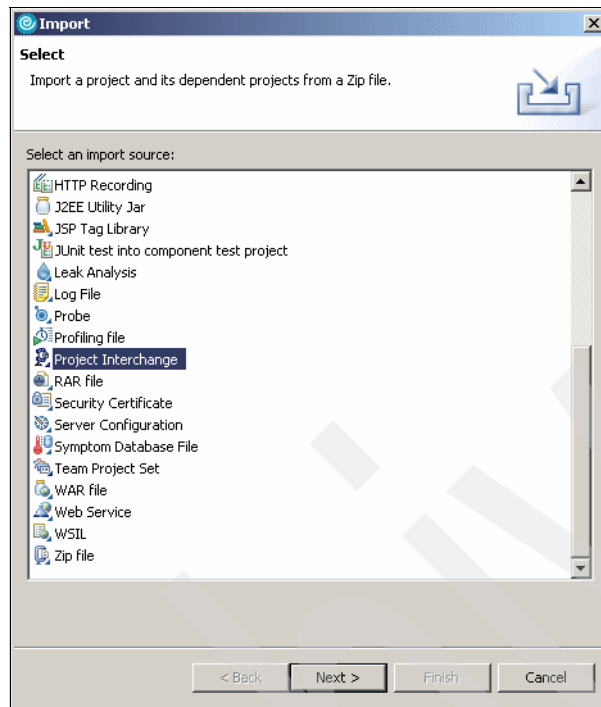 Import
Select
Import a project and its dependent projects from a Zip file.
Select an import source:
HTTP Recording
J2EE Utility Jar
JSP Tag Library
JUnit test into component test project
Leak Analysis
Log File
Probe
Profiling file
Project Interchange
RAR file
Security Certificate
Server Configuration
Symptom Database File
Team Project Set
WAR file
Web Service
WSIL
Zip file
< Back
Next >
Finish
Cancel